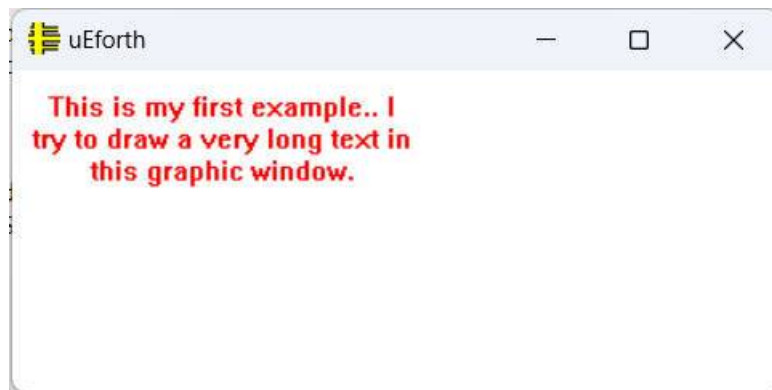 uEforth
This is my first example.. I
try to draw a very long text in
this graphic window.